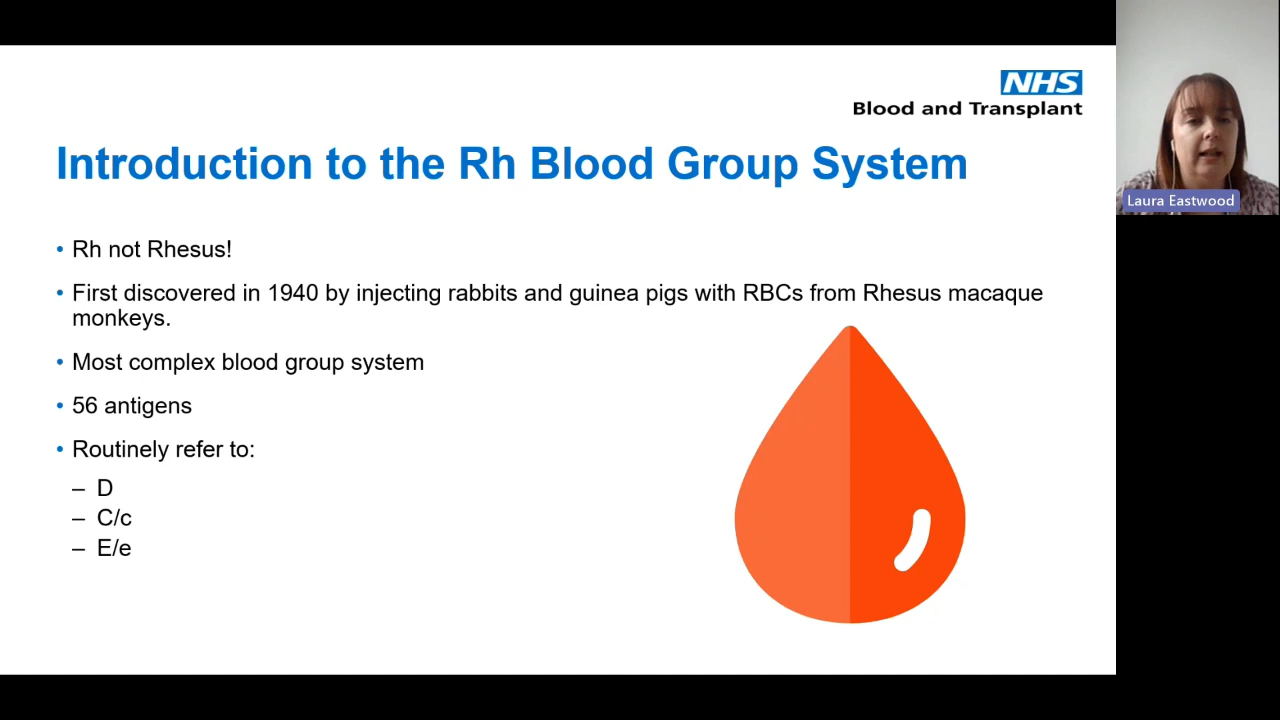 NHS
Blood and Transplant
Introduction to the Rh Blood Group System
• Rh not Rhesus!
• First discovered in 1940 by injecting rabbits and guinea pigs with RBCs from Rhesus macaque
monkeys.
• Most complex blood group system
• 56 antigens
• Routinely refer to:
– D
– C/c
– E/e
Laura Eastwood